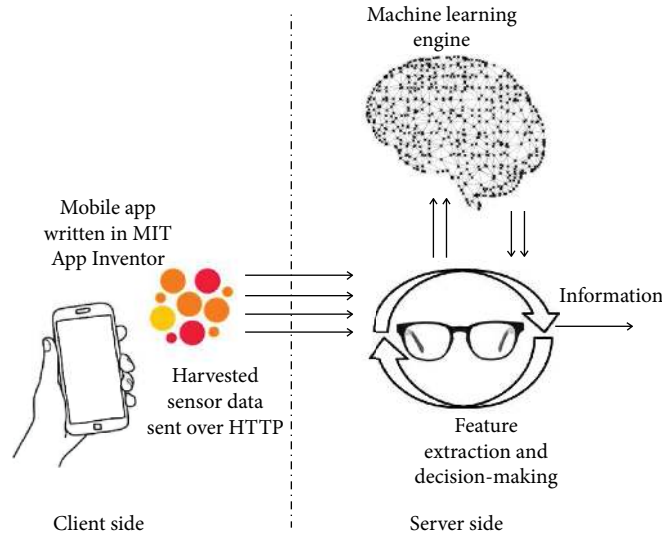 Machine learning
engine
Mobile app
written in MIT
App Inventor
Information
Harvested
sensor data
sent over HTTP
Feature
extraction and
decision-making
Client side
Server side